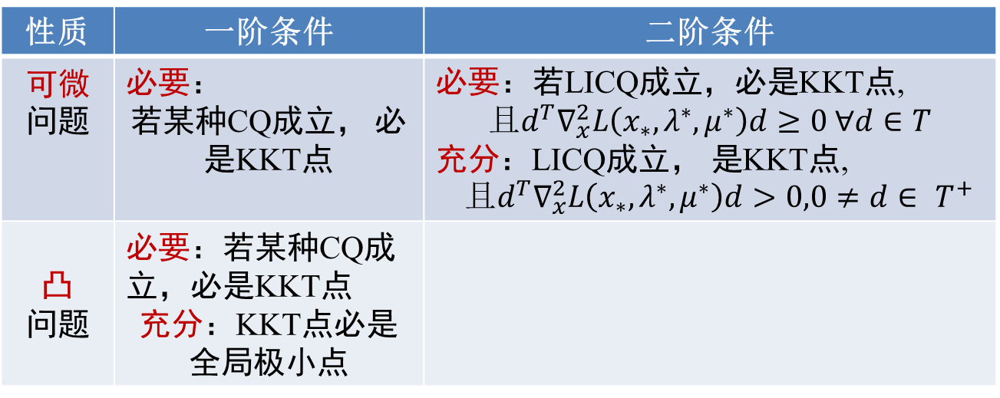 性质
一阶条件
二阶条件
可微
问题
必要：
若某种CQ成立， 必
是KKT点
必要：若LICQ成立，必是KKT点,
且$d^T\nabla_x^2 L(x_*, \lambda^*, \mu^*)d \geq 0\ \forall d \in T$
充分：LICQ成立， 是KKT点,
且$d^T\nabla_x^2 L(x_*, \lambda^*, \mu^*)d > 0, 0 \neq d \in\ T^+$
凸
问题
必要：若某种CQ成
立，必是KKT点
充分：KKT点必是
全局极小点